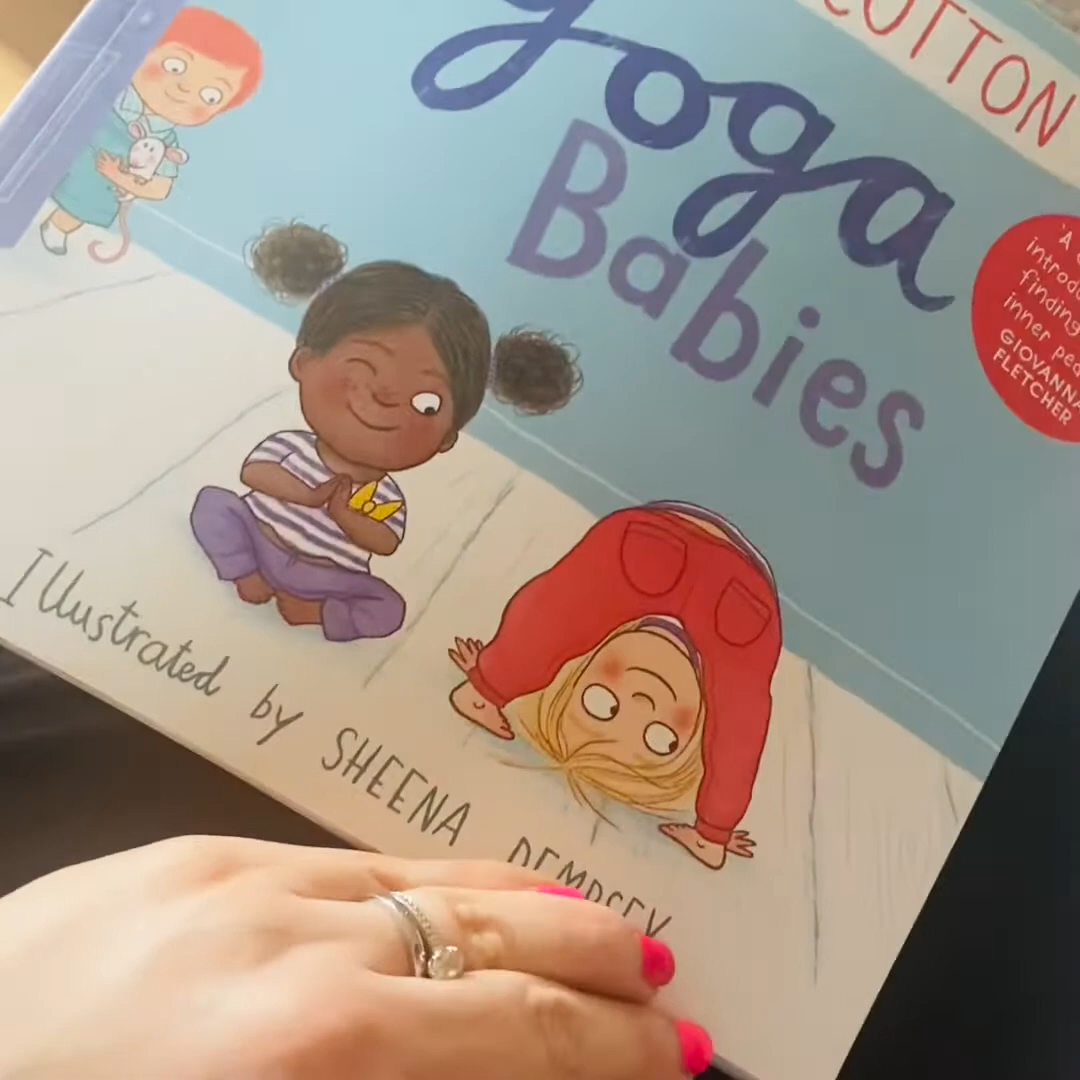 COTTON
yoga
Babies
'A
introdu
finding
inner pea
GIOVANNA
FLETCHER
Illustrated by SHEENA DEMPSEY